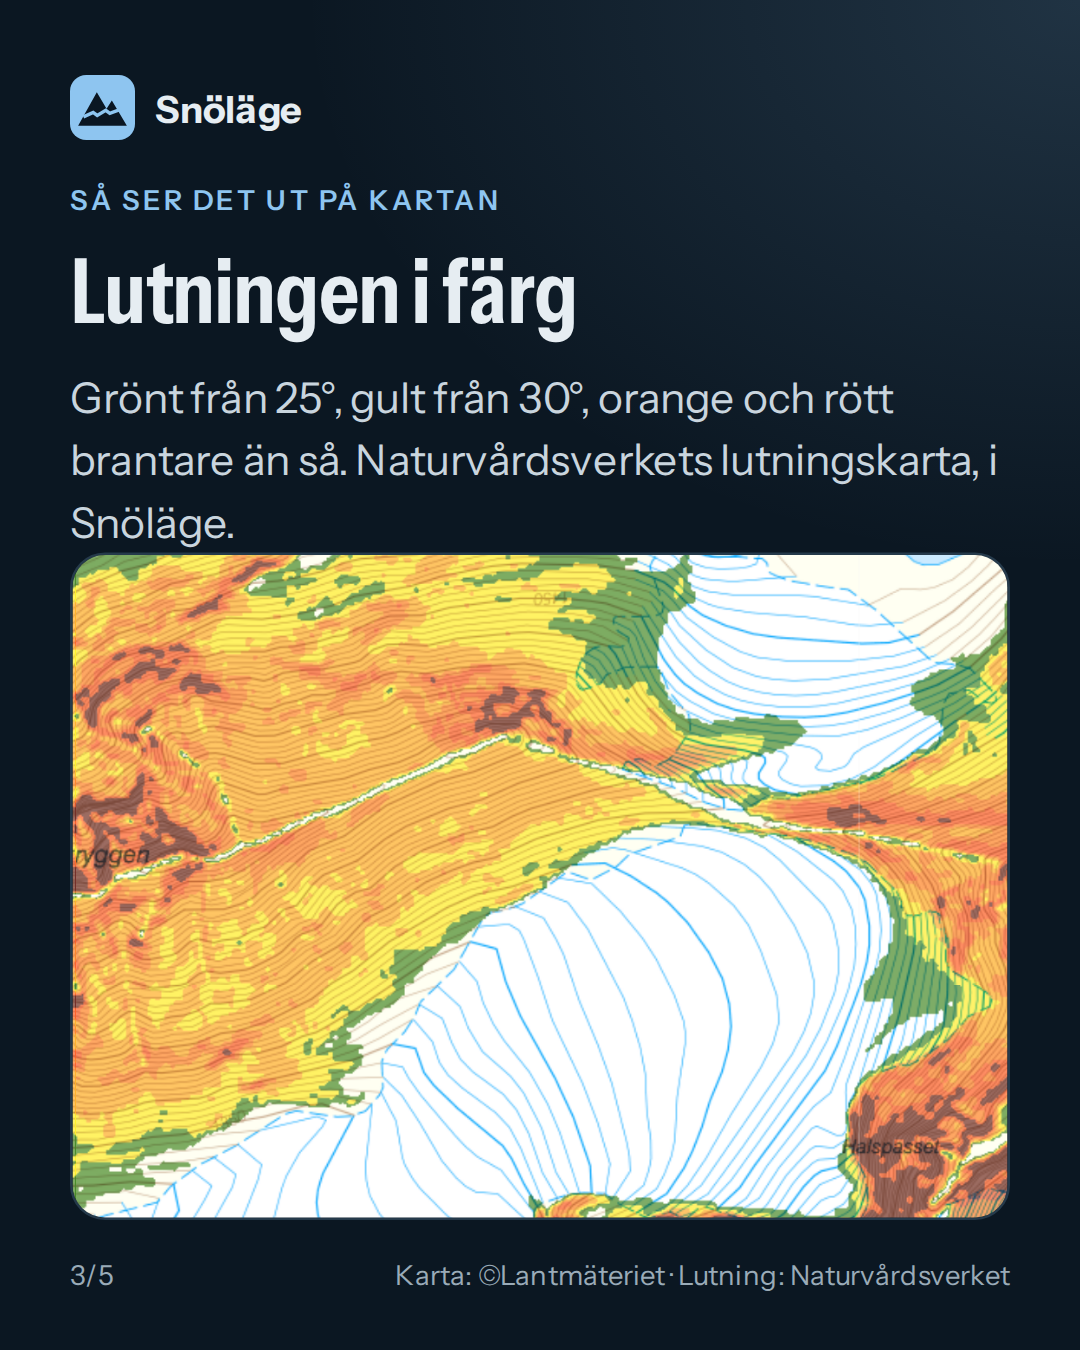 Snöläge
SÅ SER DET UT PÅ KARTAN
Lutningen i färg
Grönt från 25°, gult från 30°, orange och rött
brantare än så. Naturvårdsverkets lutningskarta, i
Snöläge.
ryggen
Halspasset
3/5
Karta: ©Lantmäteriet · Lutning: Naturvårdsverket